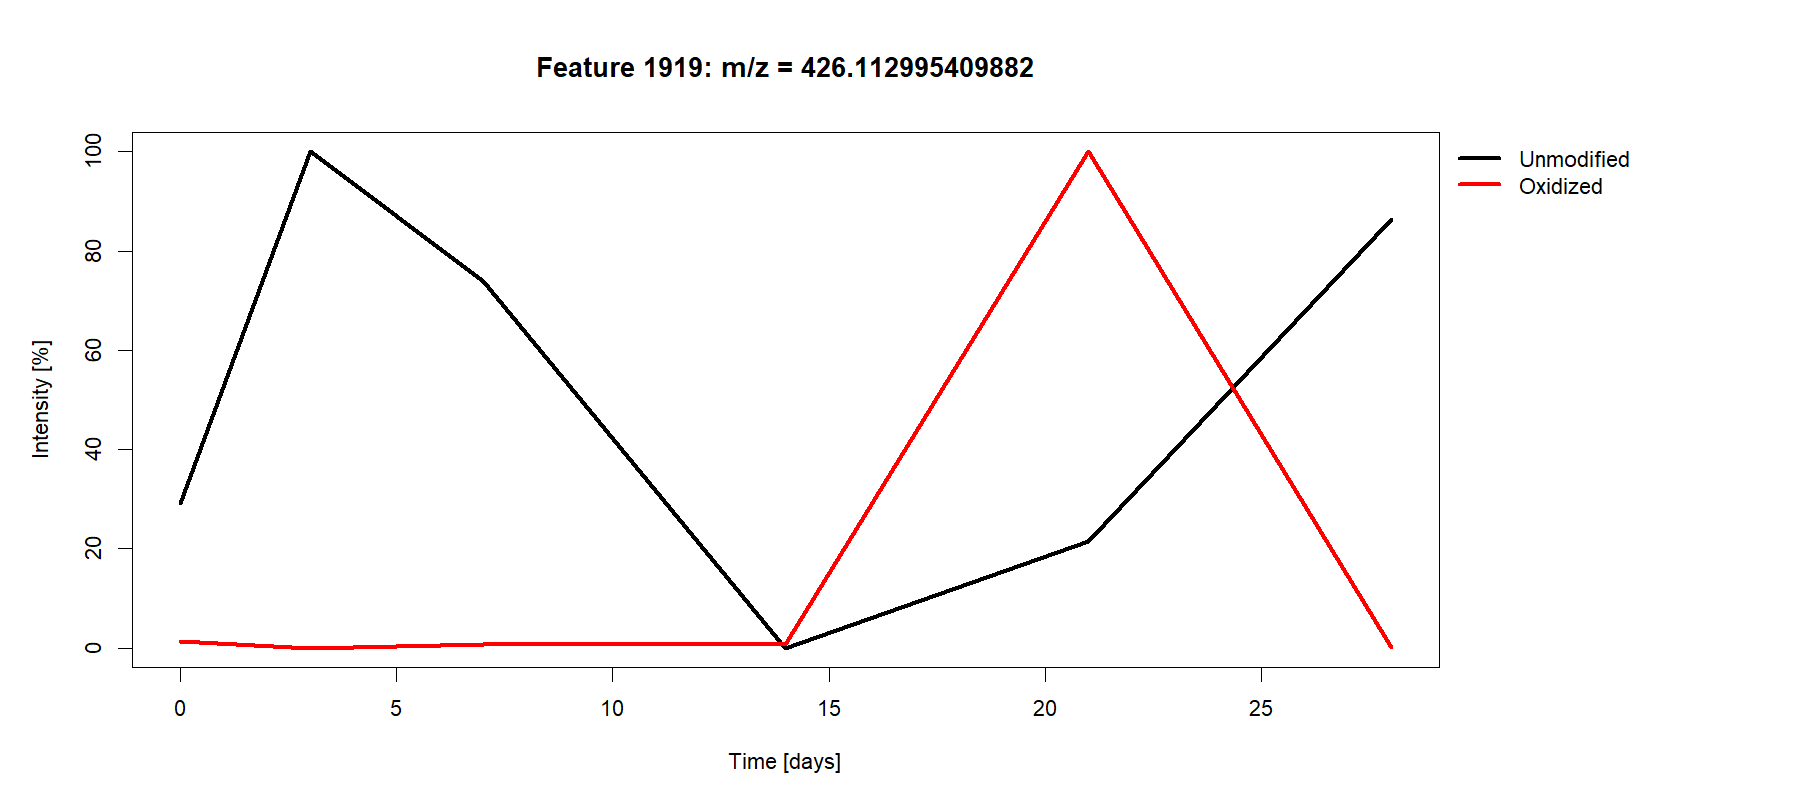 Feature 1919: m/z = 426.112995409882
Unmodified
Oxidized
100
80
60
40
20
0
Intensity [%]
0 5 10 15 20 25
Time [days]